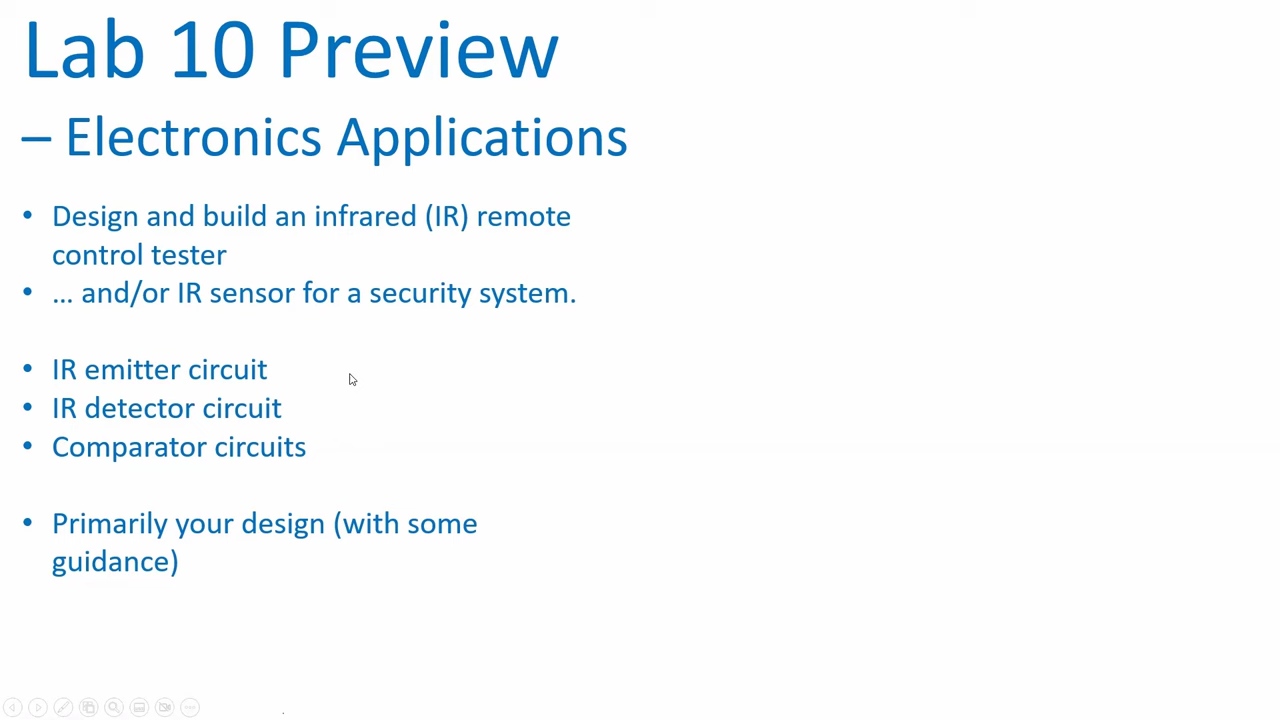 Lab 10 Preview
– Electronics Applications
• Design and build an infrared (IR) remote
control tester
• … and/or IR sensor for a security system.
• IR emitter circuit
• IR detector circuit
• Comparator circuits
• Primarily your design (with some
guidance)